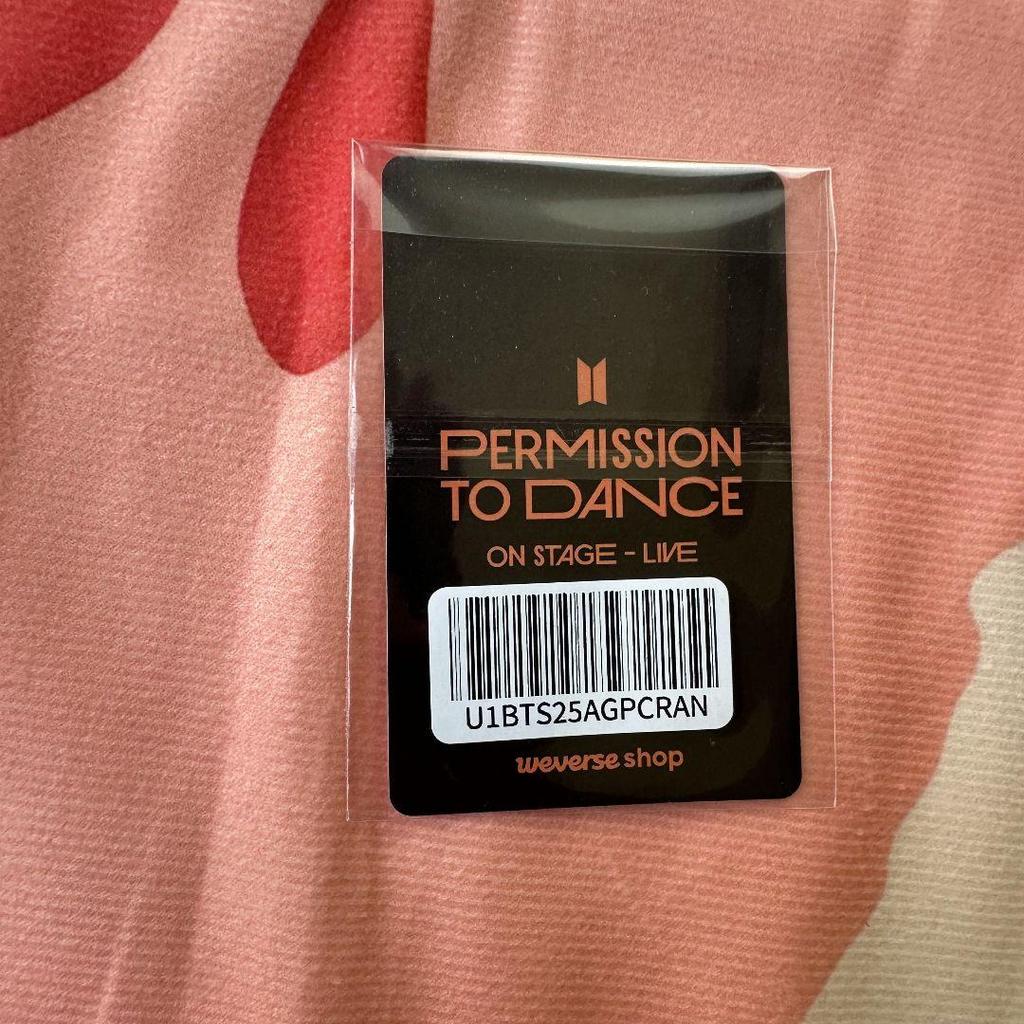 PERMISSION
TO DANCE
ON STAGE - LIVE
U1BTS25AGPCRAN
weverse shop